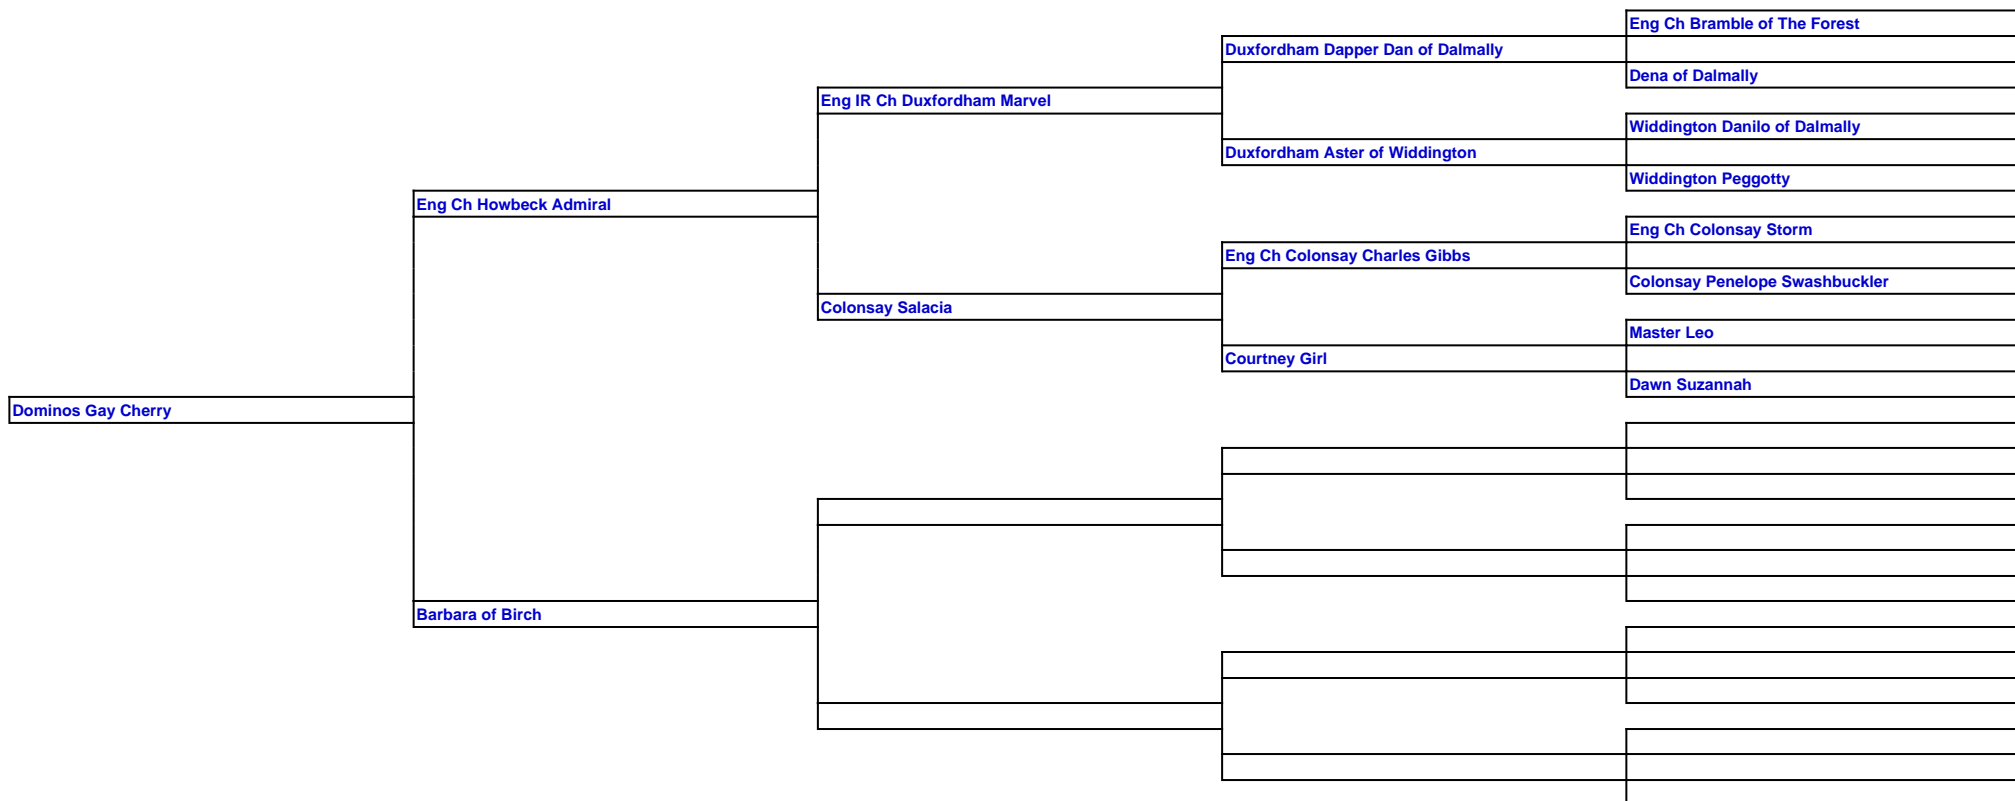 Eng Ch Bramble of The Forest
Duxfordham Dapper Dan of Dalmally
Dena of Dalmally
Eng IR Ch Duxfordham Marvel
Widdington Danilo of Dalmally
Duxfordham Aster of Widdington
Widdington Peggotty
Eng Ch Howbeck Admiral
Eng Ch Colonsay Storm
Eng Ch Colonsay Charles Gibbs
Colonsay Penelope Swashbuckler
Colonsay Salacia
Master Leo
Courtney Girl
Dawn Suzannah
Dominos Gay Cherry
Barbara of Birch